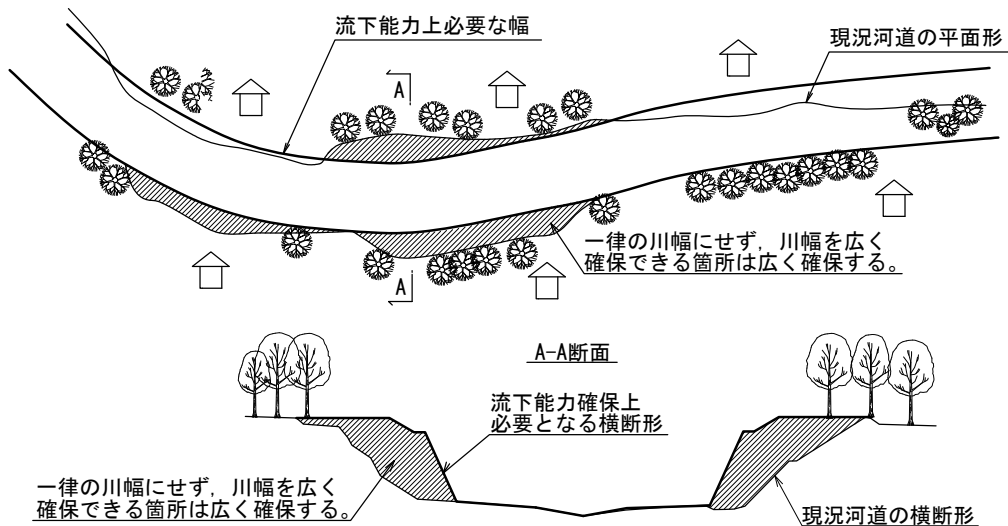 流下能力上必要な幅
現況河道の平面形
A
一律の川幅にせず，川幅を広く
確保できる箇所は広く確保する。
A
A-A断面
流下能力確保上
必要となる横断形
一律の川幅にせず，川幅を広く
確保できる箇所は広く確保する。
現況河道の横断形